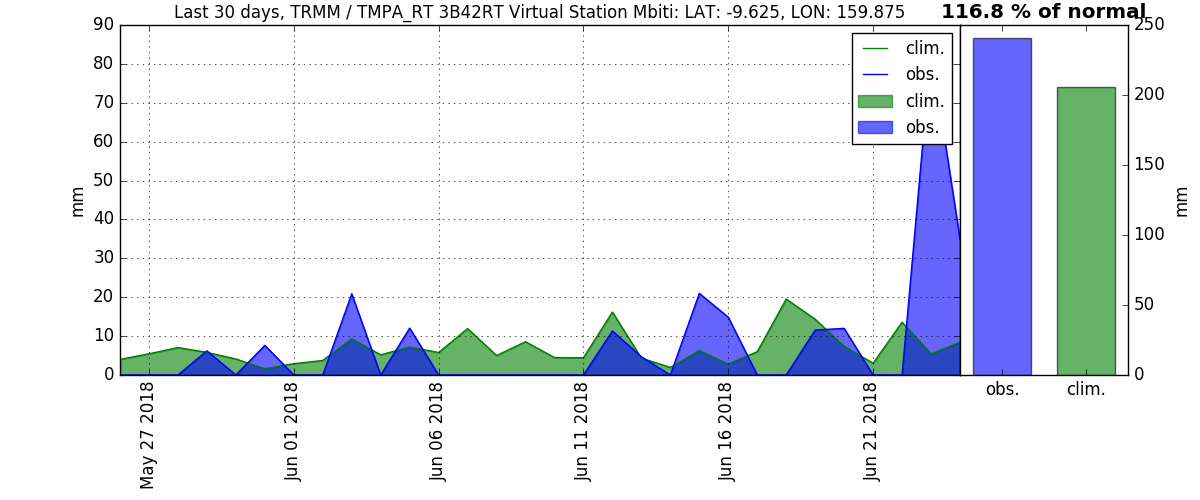 Last 30 days, TRMM / TMPA_RT 3B42RT Virtual Station Mbiti: LAT: -9.625, LON: 159.875
116.8 % of normal
90
80
70
60
50
40
30
20
10
0
mm
clim.
obs.
clim.
obs.
May 27 2018
Jun 01 2018
Jun 06 2018
Jun 11 2018
Jun 16 2018
Jun 21 2018
250
200
150
100
50
0
mm
obs.
clim.